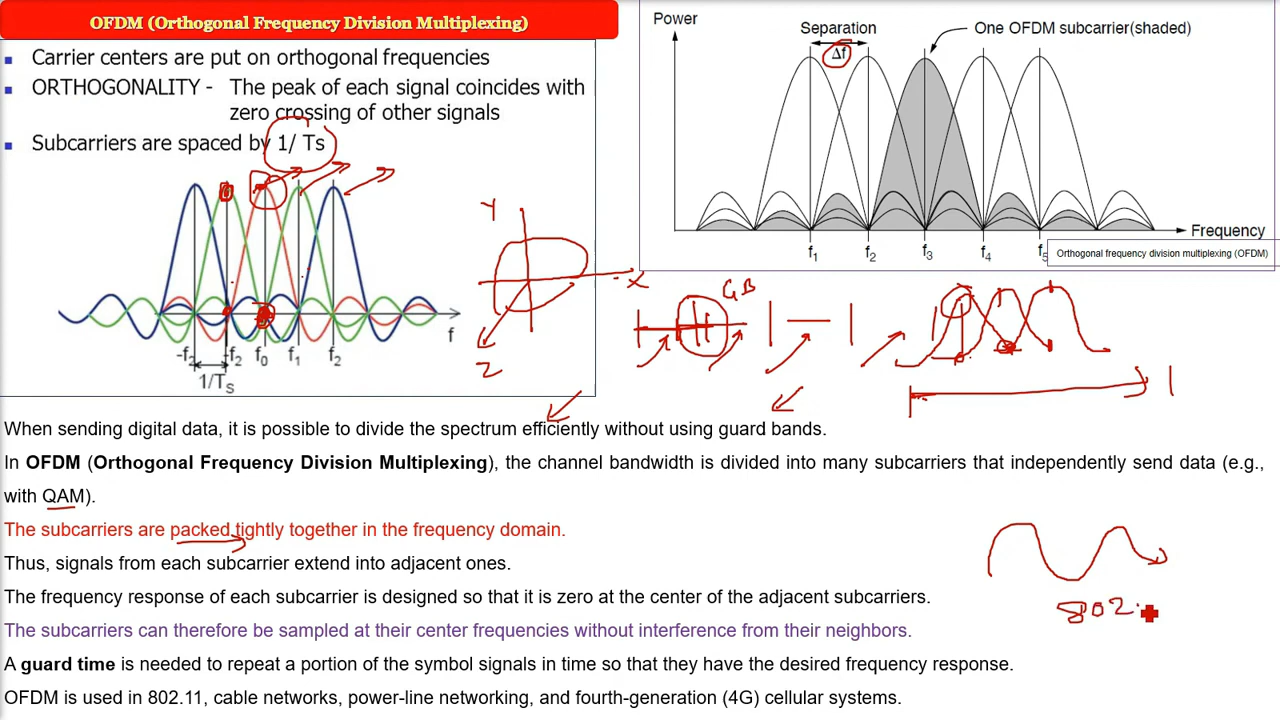 OFDM (Orthogonal Frequency Division Multiplexing)
Carrier centers are put on orthogonal frequencies
ORTHOGONALITY - The peak of each signal coincides with
zero crossing of other signals
Subcarriers are spaced by 1/ Ts
Y
X
Z
-f2 -f2 f0 f1 f2
f
1/Ts
Power
Separation
Δf
One OFDM subcarrier(shaded)
Frequency
f1 f2 f3 f4 f5
Orthogonal frequency division multiplexing (OFDM)
GB
When sending digital data, it is possible to divide the spectrum efficiently without using guard bands.
In OFDM (Orthogonal Frequency Division Multiplexing), the channel bandwidth is divided into many subcarriers that independently send data (e.g.,
with QAM).
The subcarriers are packed tightly together in the frequency domain.
Thus, signals from each subcarrier extend into adjacent ones.
The frequency response of each subcarrier is designed so that it is zero at the center of the adjacent subcarriers.
802.
The subcarriers can therefore be sampled at their center frequencies without interference from their neighbors.
A guard time is needed to repeat a portion of the symbol signals in time so that they have the desired frequency response.
OFDM is used in 802.11, cable networks, power-line networking, and fourth-generation (4G) cellular systems.